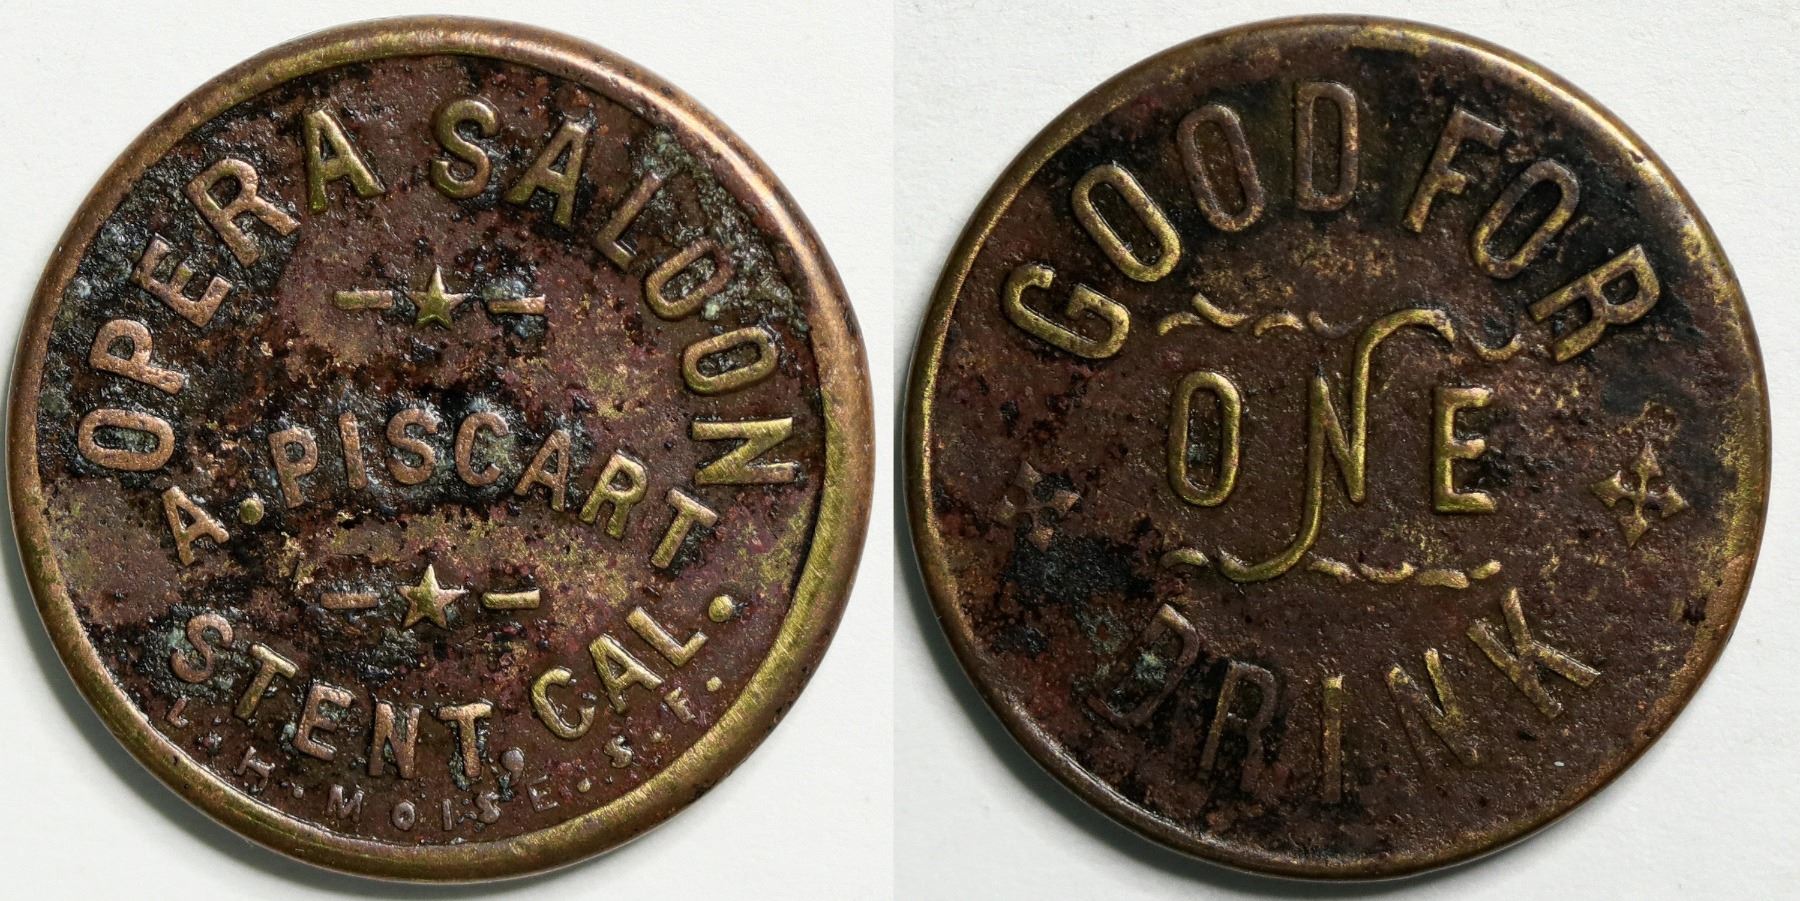 OPERA SALOON
A. PISCART
STENT, CAL.
L. H. MOISE. S. F.
GOOD FOR
ONE
DRINK